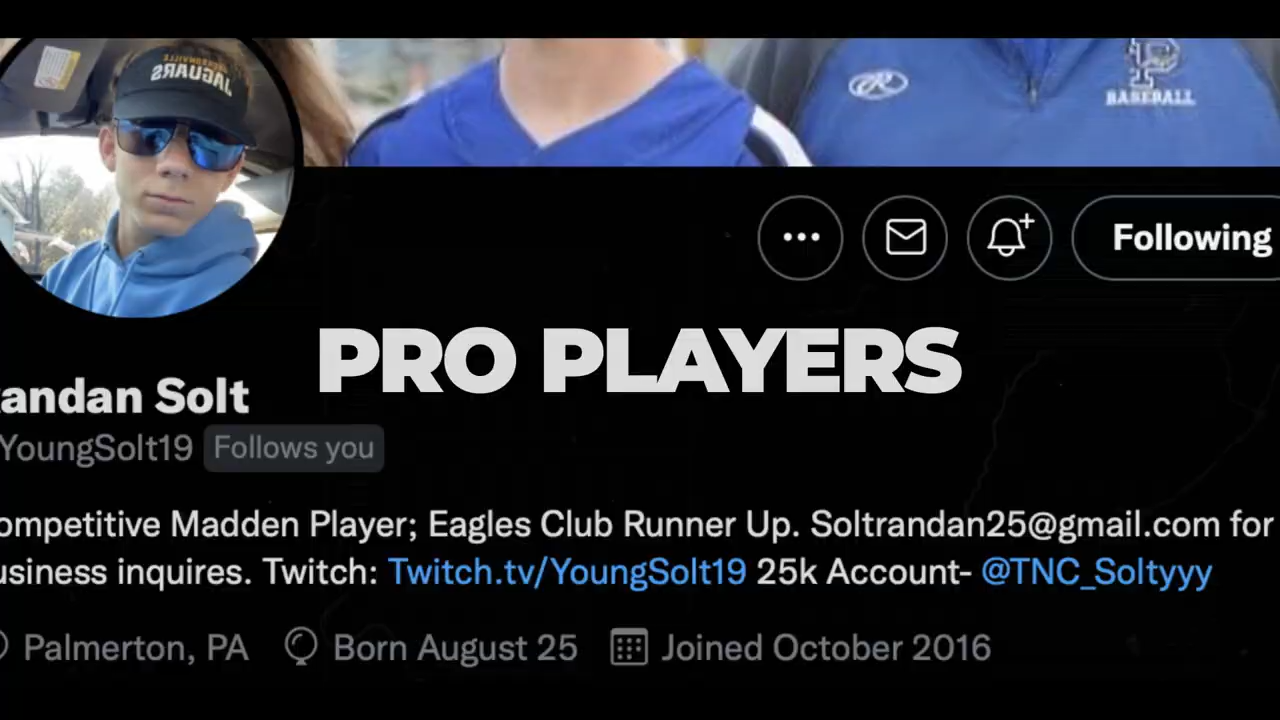 JACKSONVILLE
JAGUARS
R
P
BASEBALL
Following
PRO PLAYERS
andan Solt
YoungSolt19 Follows you
ompetitive Madden Player; Eagles Club Runner Up. Soltrandan25@gmail.com for
usiness inquires. Twitch: Twitch.tv/YoungSolt19 25k Account- @TNC_Soltyyy
Palmerton, PA Born August 25 Joined October 2016